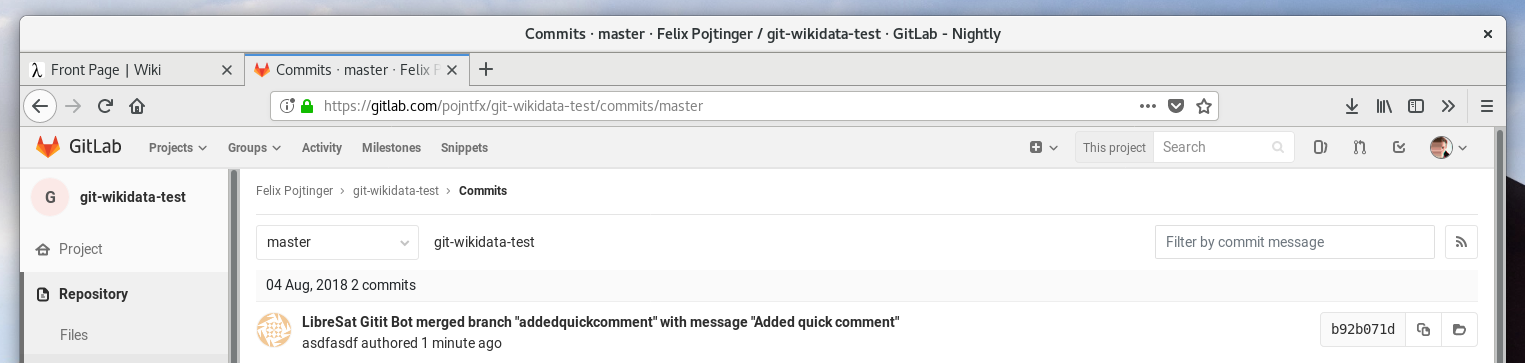 Commits · master · Felix Pojtinger / git-wikidata-test · GitLab - Nightly
Front Page | Wiki
Commits · master · Felix P
https://gitlab.com/pojntfx/git-wikidata-test/commits/master
GitLab Projects Groups Activity Milestones Snippets This project Search
G git-wikidata-test
Felix Pojtinger > git-wikidata-test > Commits
Project
master git-wikidata-test Filter by commit message
04 Aug, 2018 2 commits
Repository
LibreSat Gitit Bot merged branch "addedquickcomment" with message "Added quick comment"
b92b071d
Files
asdfasdf authored 1 minute ago